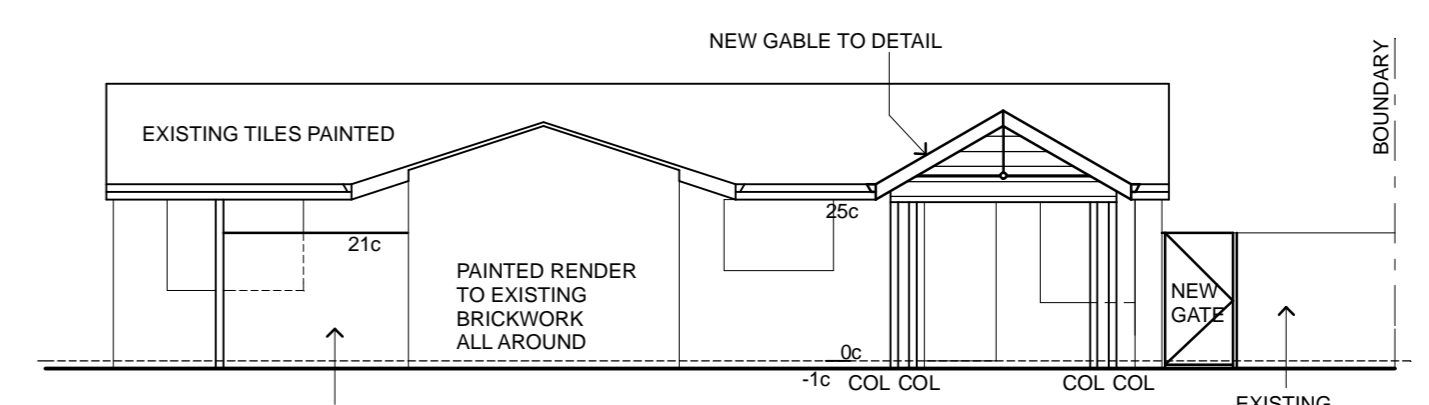 NEW GABLE TO DETAIL
BOUNDARY
EXISTING TILES PAINTED
25c
21c
PAINTED RENDER
TO EXISTING
BRICKWORK
ALL AROUND
NEW
GATE
0c
-1c
COL COL
COL COL
EXISTING